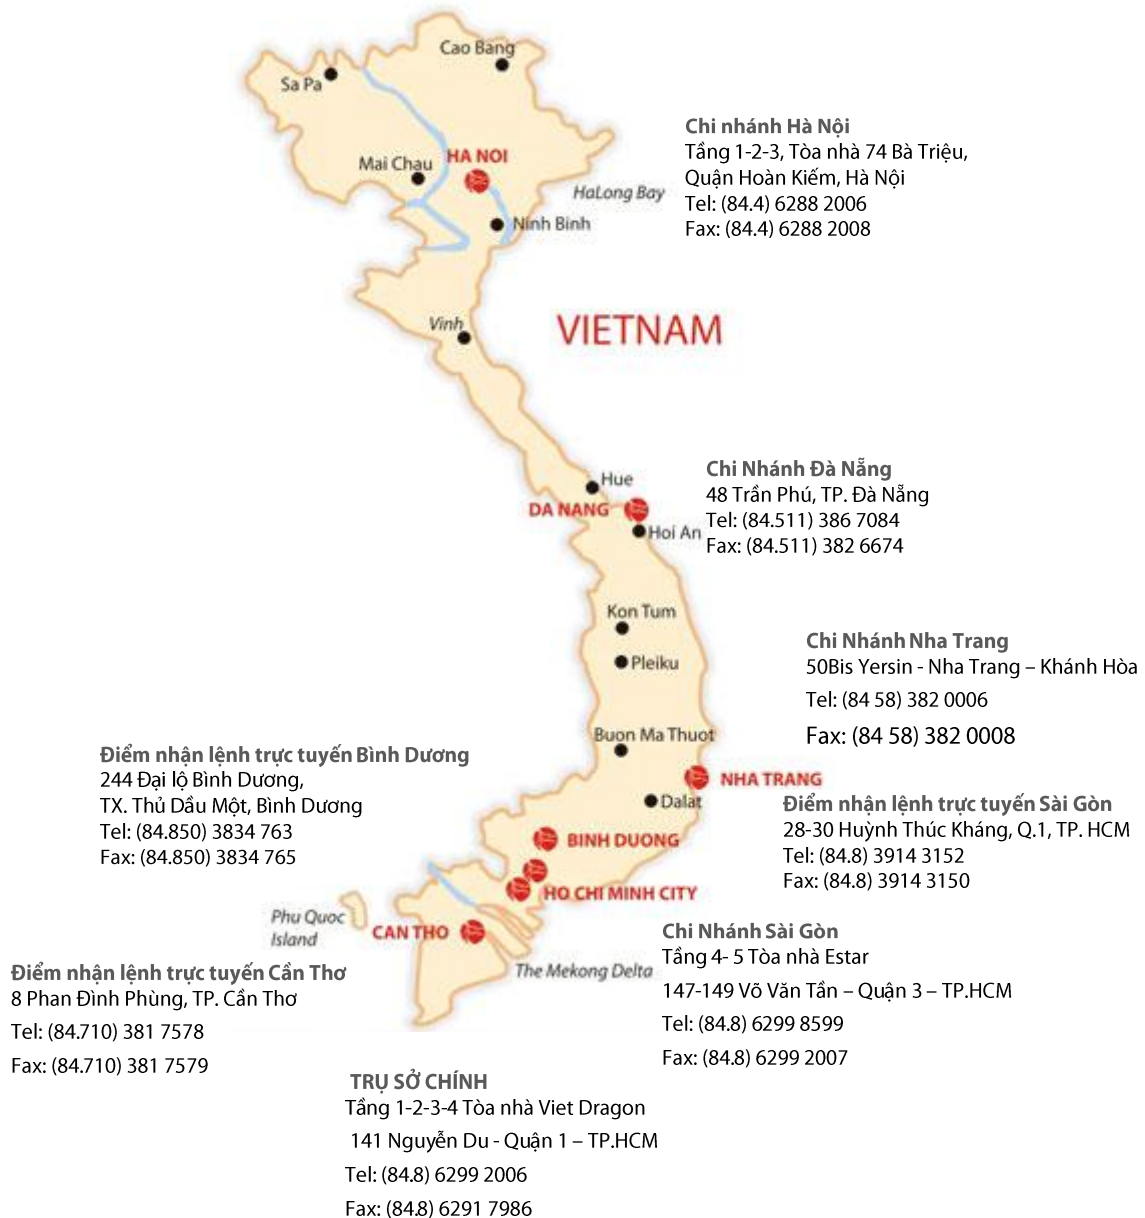 Cao Bang
Sa Pa
Chi nhánh Hà Nội
Tầng 1-2-3, Tòa nhà 74 Bà Triệu,
Quận Hoàn Kiếm, Hà Nội
Tel: (84.4) 6288 2006
Fax: (84.4) 6288 2008
HA NOI
Mai Chau
HaLong Bay
Ninh Binh
Vinh
VIETNAM
Chi Nhánh Đà Nẵng
48 Trần Phú, TP. Đà Nẵng
Tel: (84.511) 386 7084
Fax: (84.511) 382 6674
Hue
DA NANG
Hoi An
Kon Tum
Pleiku
Chi Nhánh Nha Trang
50Bis Yersin - Nha Trang – Khánh Hòa
Tel: (84 58) 382 0006
Fax: (84 58) 382 0008
Buon Ma Thuot
NHA TRANG
Dalat
Điểm nhận lệnh trực tuyến Bình Dương
244 Đại lộ Bình Dương,
TX. Thủ Dầu Một, Bình Dương
Tel: (84.850) 3834 763
Fax: (84.850) 3834 765
Điểm nhận lệnh trực tuyến Sài Gòn
28-30 Huỳnh Thúc Kháng, Q.1, TP. HCM
Tel: (84.8) 3914 3152
Fax: (84.8) 3914 3150
BINH DUONG
HO CHI MINH CITY
Phu Quoc
Island
CAN THO
The Mekong Delta
Chi Nhánh Sài Gòn
Tầng 4- 5 Tòa nhà Estar
147-149 Võ Văn Tần – Quận 3 – TP.HCM
Tel: (84.8) 6299 8599
Fax: (84.8) 6299 2007
Điểm nhận lệnh trực tuyến Cần Thơ
8 Phan Đình Phùng, TP. Cần Thơ
Tel: (84.710) 381 7578
Fax: (84.710) 381 7579
TRỤ SỞ CHÍNH
Tầng 1-2-3-4 Tòa nhà Viet Dragon
141 Nguyễn Du - Quận 1 – TP.HCM
Tel: (84.8) 6299 2006
Fax: (84.8) 6291 7986